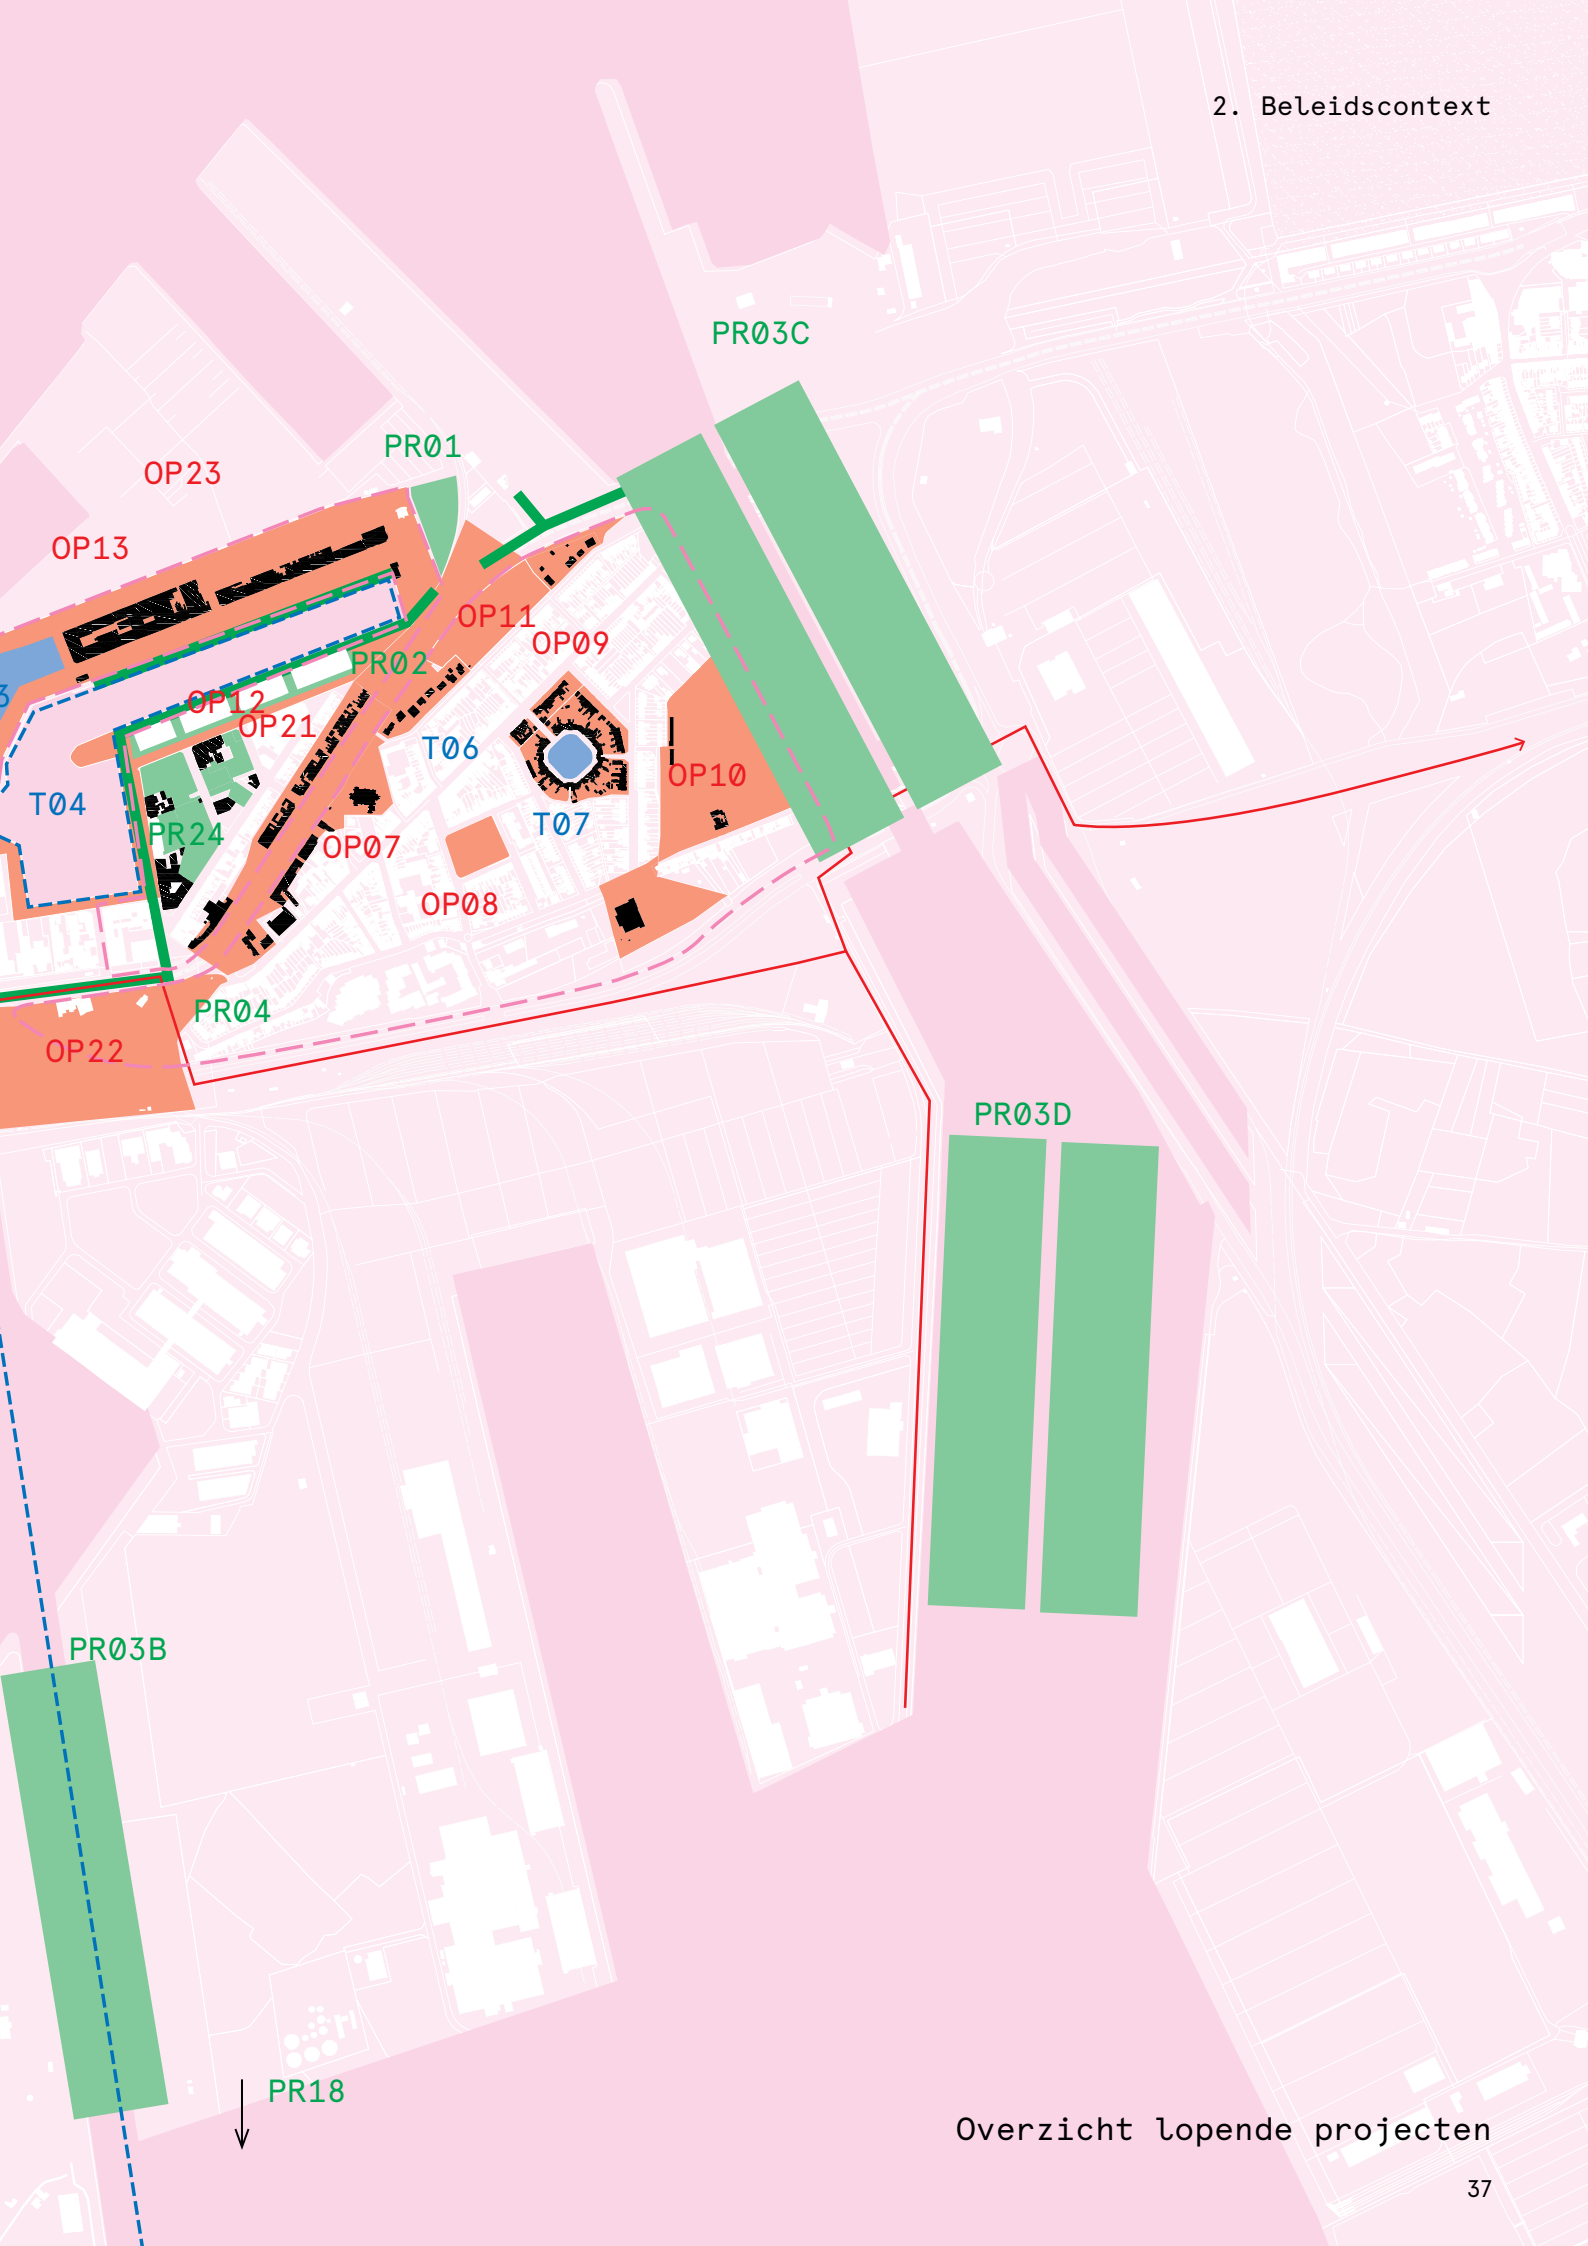 2. Beleidscontext
PR03C
PR01
OP23
OP13
OP11
OP09
PR02
OP12
OP21
T06
OP10
T04
T07
PR24
OP07
OP08
PR04
OP22
PR03D
PR03B
PR18
Overzicht lopende projecten
37